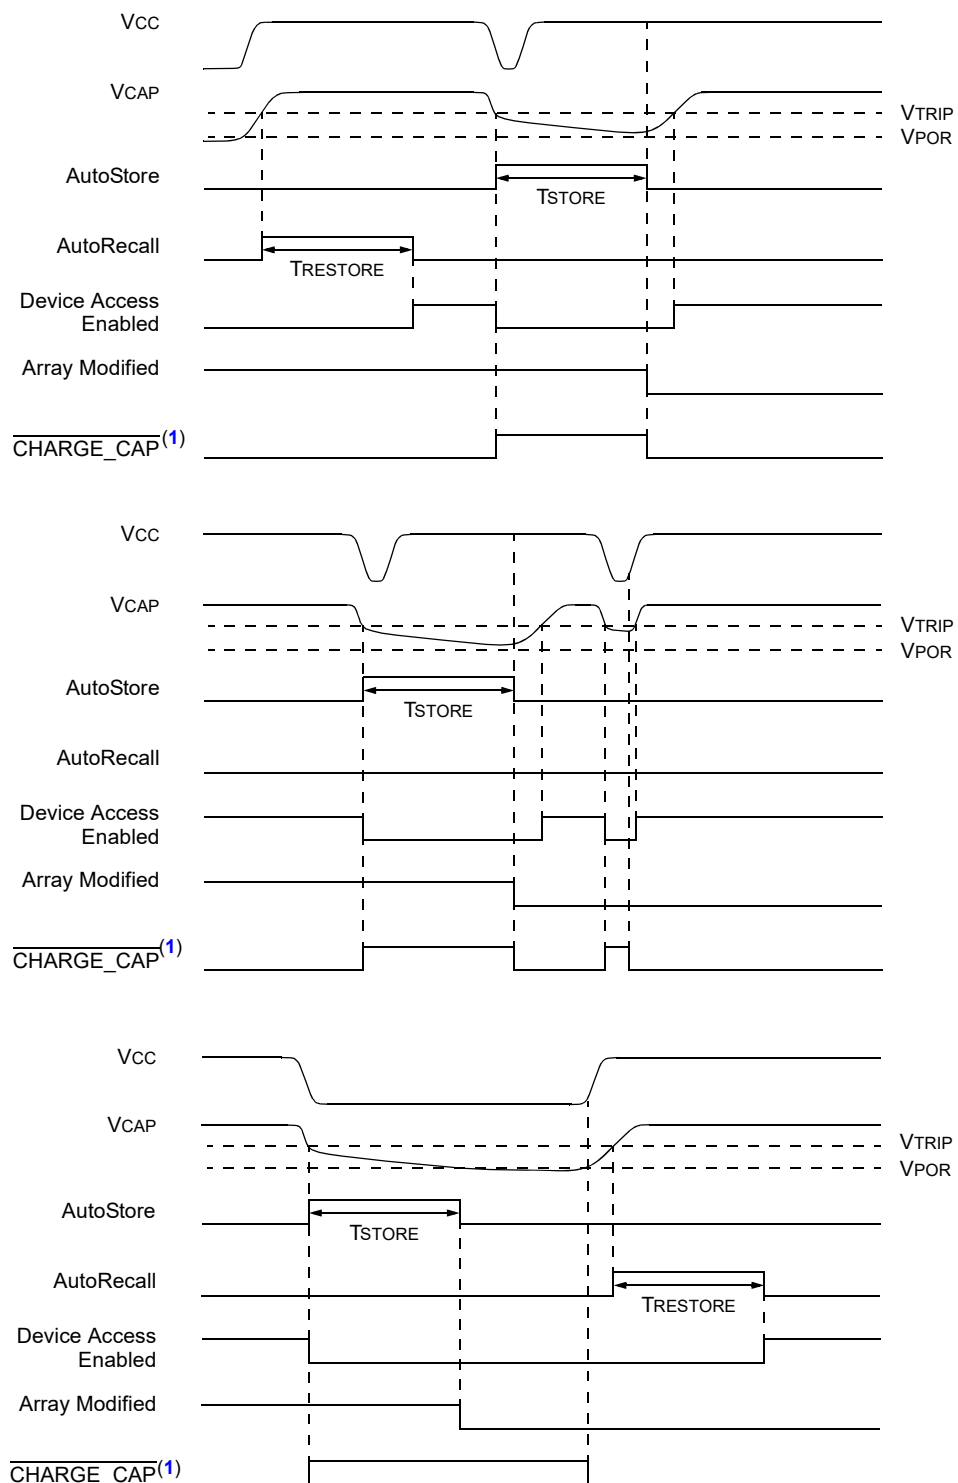 VCC
VCAP
VTRIP
VPOR
AutoStore
TSTORE
AutoRecall
TRESTORE
Device Access
Enabled
Array Modified
CHARGE_CAP(1)
VCC
VCAP
VTRIP
VPOR
AutoStore
TSTORE
AutoRecall
Device Access
Enabled
Array Modified
CHARGE_CAP(1)
VCC
VCAP
VTRIP
VPOR
AutoStore
TSTORE
AutoRecall
TRESTORE
Device Access
Enabled
Array Modified
CHARGE_CAP(1)